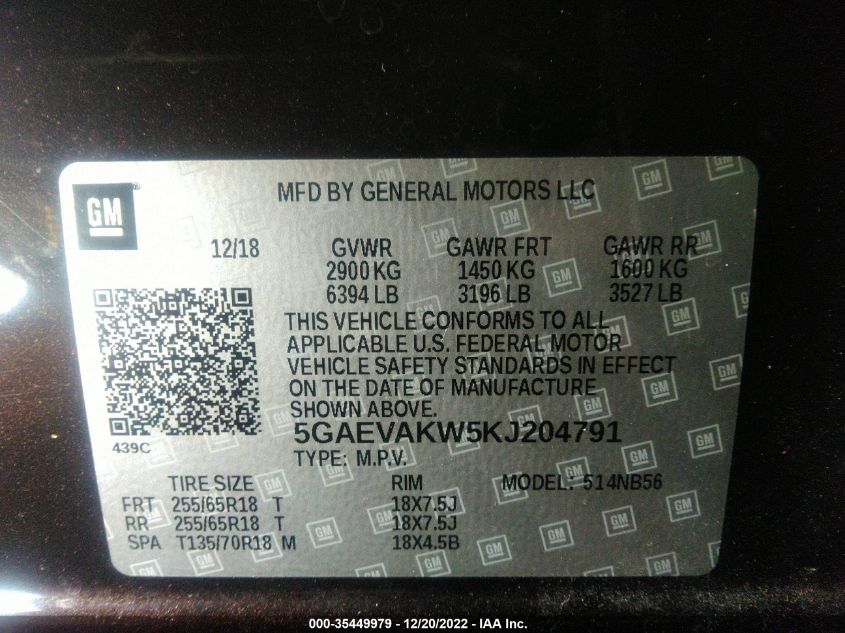 GM
MFD BY GENERAL MOTORS LLC
12/18 GVWR GAWR FRT GAWR RR
2900 KG 1450 KG 1600 KG
6394 LB 3196 LB 3527 LB
THIS VEHICLE CONFORMS TO ALL
APPLICABLE U.S. FEDERAL MOTOR
VEHICLE SAFETY STANDARDS IN EFFECT
ON THE DATE OF MANUFACTURE
SHOWN ABOVE.
439C
5GAEVAKW5KJ204791
TYPE: M.P.V.
TIRE SIZE RIM MODEL: 514NB56
FRT 255/65R18 T 18X7.5J
RR 255/65R18 T 18X7.5J
SPA T135/70R18 M 18X4.5B
000-35449979 - 12/20/2022 - IAA Inc.